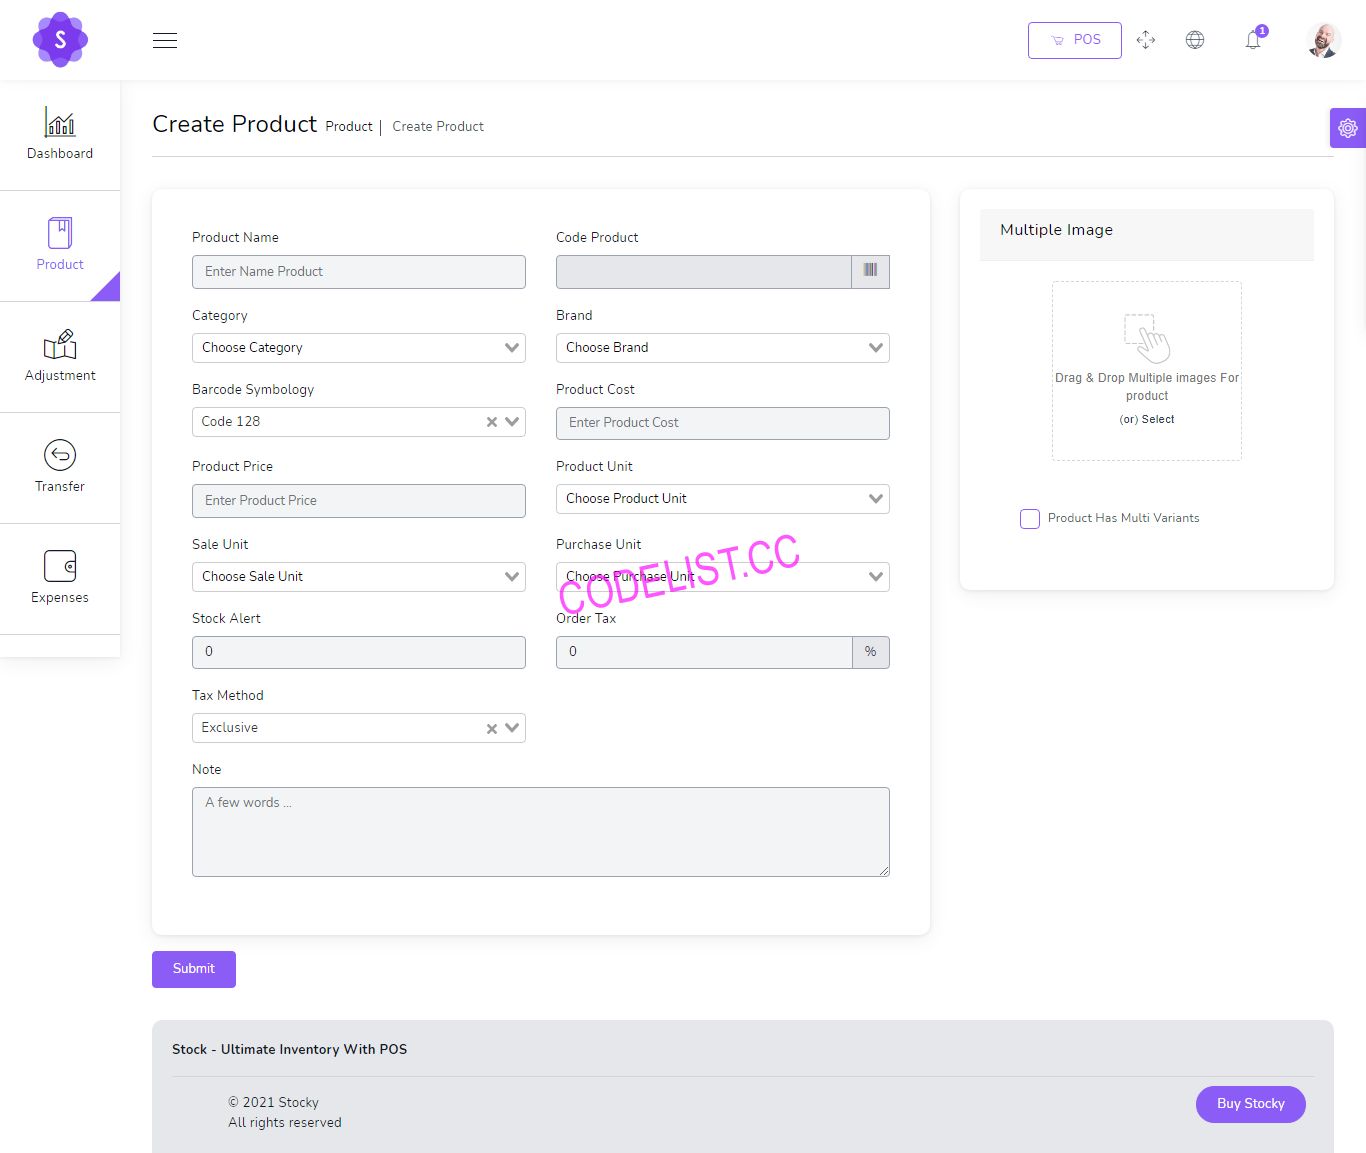 S
POS
1
Dashboard
Product
Adjustment
Transfer
Expenses
Create Product Product | Create Product
Product Name
Enter Name Product
Code Product
Category
Choose Category
Brand
Choose Brand
Barcode Symbology
Code 128
Product Cost
Enter Product Cost
Product Price
Enter Product Price
Product Unit
Choose Product Unit
Sale Unit
Choose Sale Unit
Purchase Unit
Choose Purchase Unit
CODELIST.CC
Stock Alert
0
Order Tax
0 %
Tax Method
Exclusive
Note
A few words ...
Multiple Image
Drag & Drop Multiple images For
product
(or) Select
Product Has Multi Variants
Submit
Stock - Ultimate Inventory With POS
© 2021 Stocky
All rights reserved
Buy Stocky